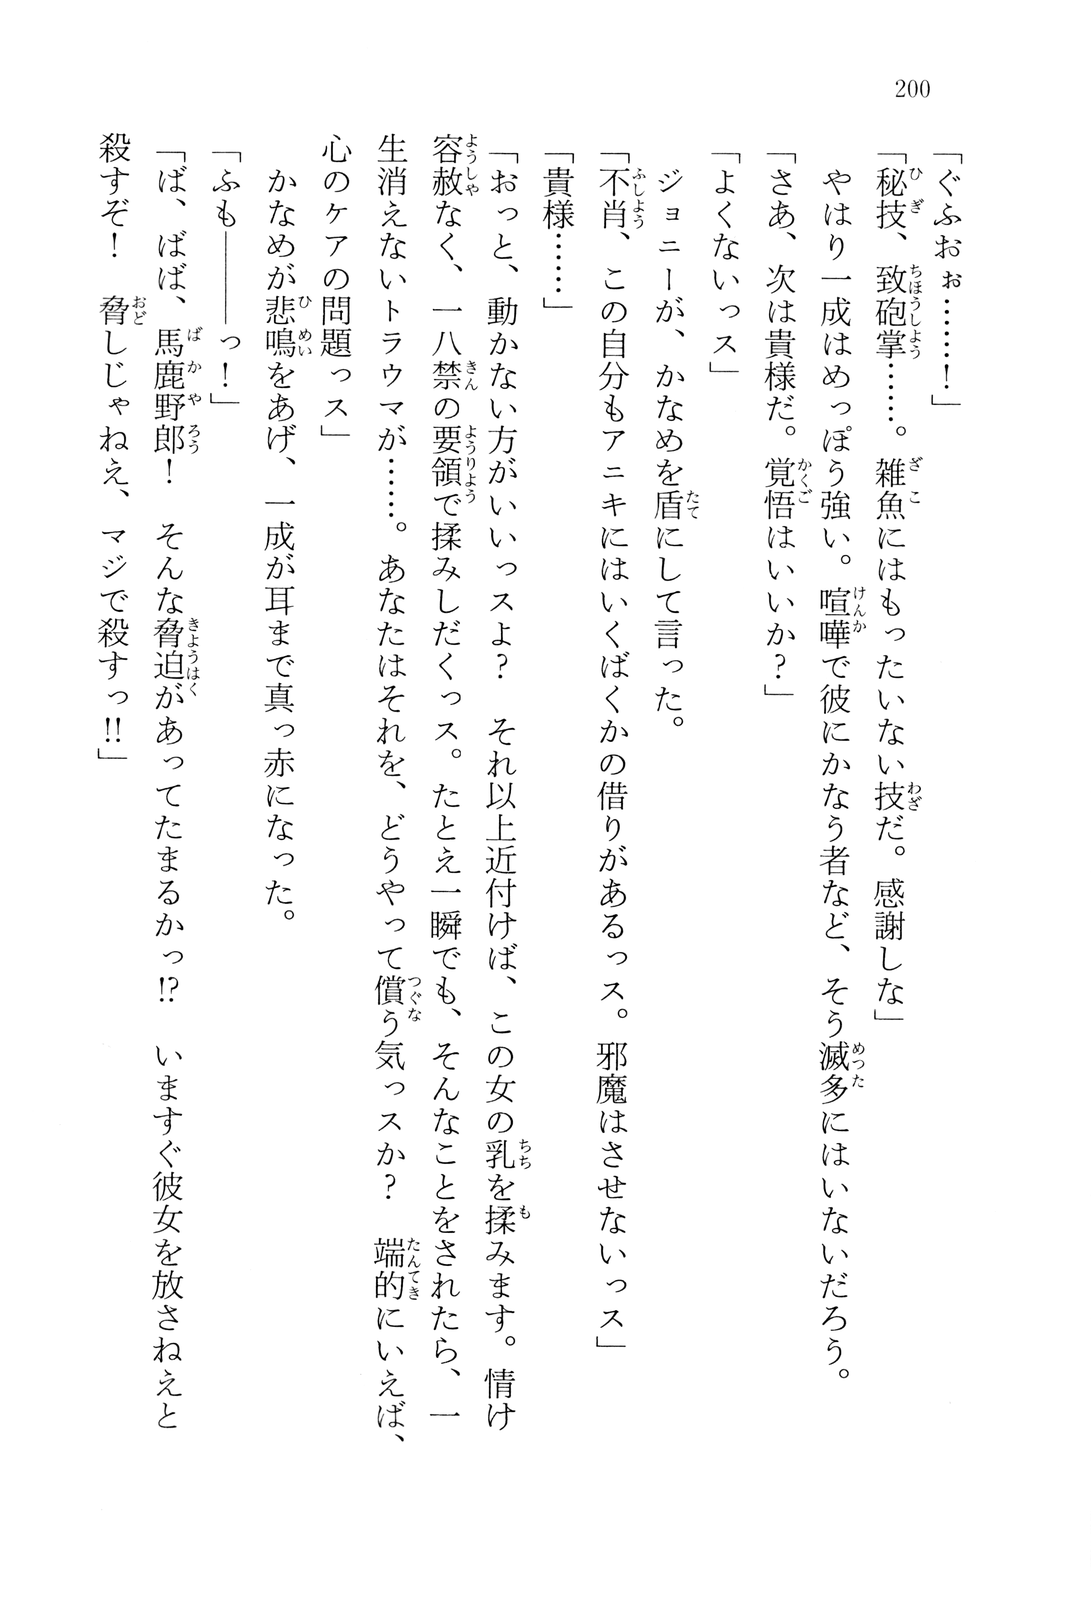 200
「ぐふおぉ……！」
「秘技、致砲掌……。雑魚にはもったいない技だ。感謝しな」
やはり一成はめっぽう強い。喧嘩で彼にかなう者など、そう滅多にはいないだろう。
「さあ、次は貴様だ。覚悟はいいか？」
「よくないっス」
ジョニーが、かなめを盾にして言った。
「不肖、この自分もアニキにはいくばくかの借りがあるっス。邪魔はさせないっス」
「貴様……」
「おっと、動かない方がいいっスよ？　それ以上近付けば、この女の乳を揉みます。情け
容赦なく、一八禁の要領で揉みしだくっス。たとえ一瞬でも、そんなことをされたら、一
生消えないトラウマが……。あなたはそれを、どうやって償う気っスか？　端的にいえば、
心のケアの問題っス」
かなめが悲鳴をあげ、一成が耳まで真っ赤になった。
「ふも――――っ！」
「ば、ばば、馬鹿野郎！　そんな脅迫があってたまるかっ!?　いますぐ彼女を放さねえと
殺すぞ！　脅しじゃねえ、マジで殺すっ!!」